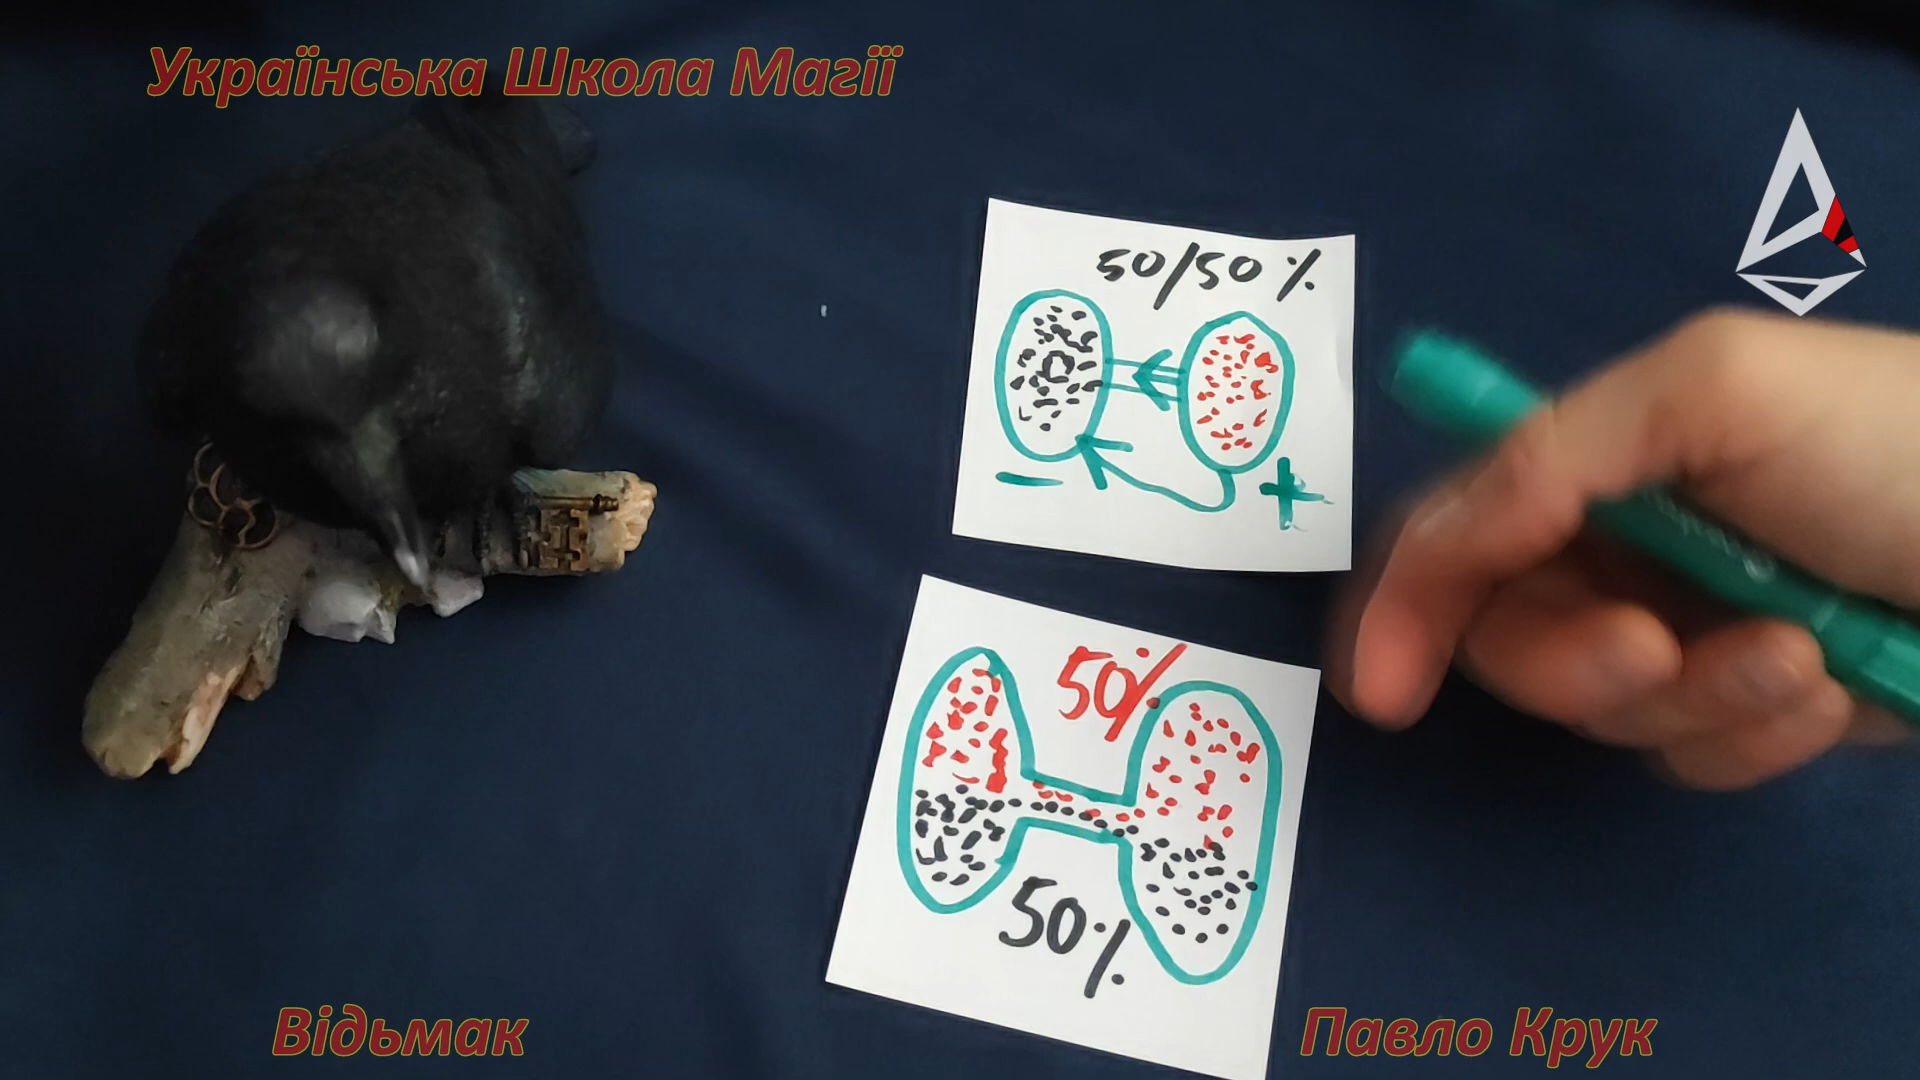 Українська Школа Магії
50/50 %
− +
50%
50%
Відьмак
Павло Крук